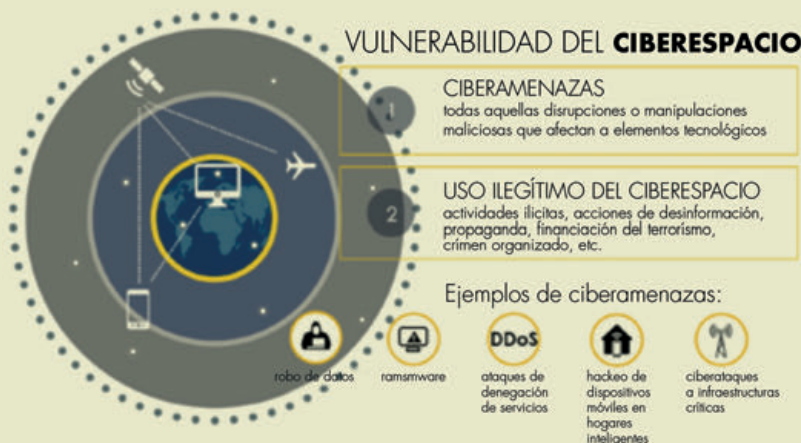 VULNERABILIDAD DEL CIBERESPACIO
1
CIBERAMENAZAS
todas aquellas disrupciones o manipulaciones
maliciosas que afectan a elementos tecnológicos
2
USO ILEGÍTIMO DEL CIBERESPACIO
actividades ilícitas, acciones de desinformación,
propaganda, financiación del terrorismo,
crimen organizado, etc.
Ejemplos de ciberamenazas:
robo de datos
ramsmware
DDoS
ataques de
denegación
de servicios
hackeo de
dispositivos
móviles en
hogares
inteligentes
ciberataques
a infraestructuras
críticas